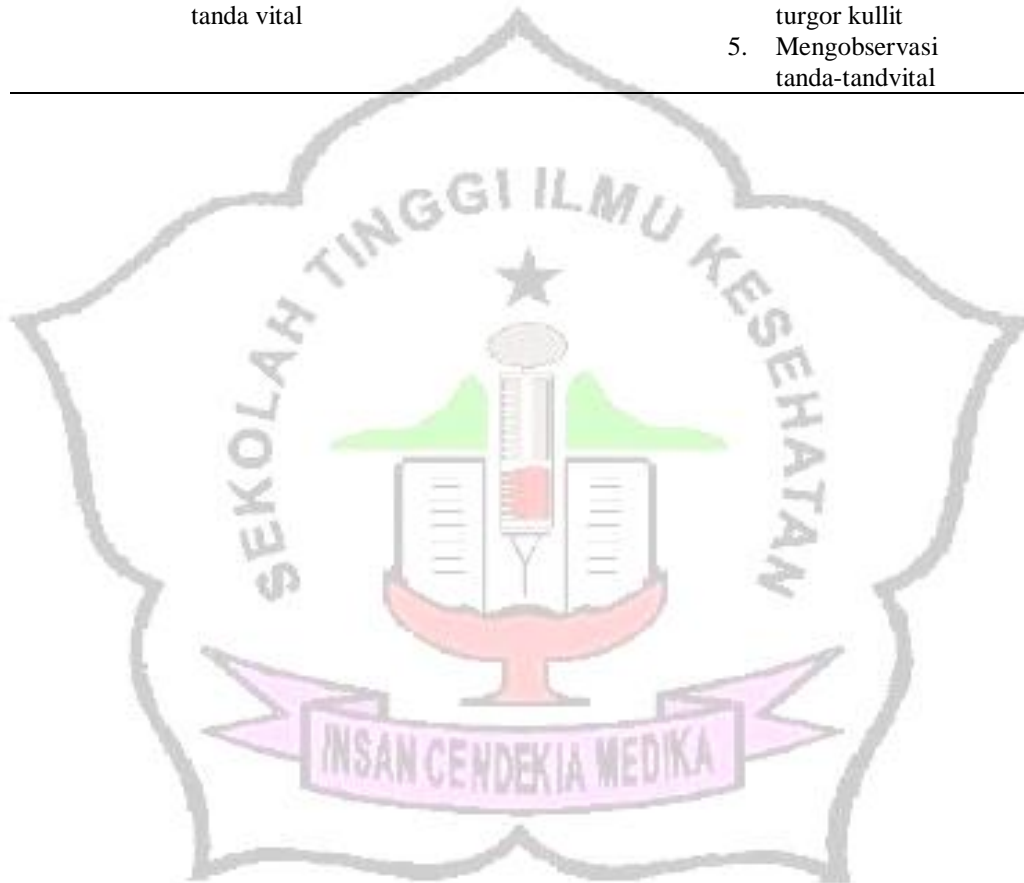 tanda vital
turgor kullit
5. Mengobservasi
tanda-tandvital
SEKOLAH TINGGI ILMU KESEHATAN
INSAN CENDEKIA MEDIKA